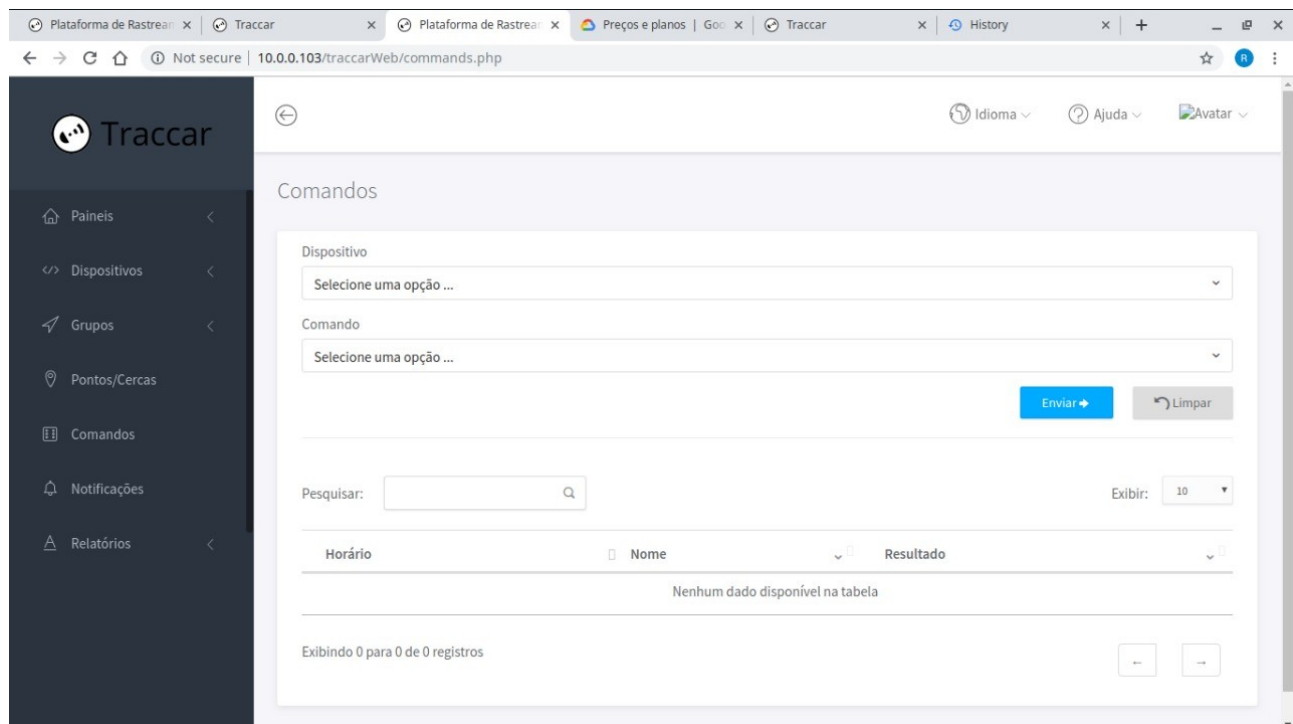 Plataforma de Rastrean Traccar Plataforma de Rastrear Preços e planos | Goo Traccar History
Not secure | 10.0.0.103/traccarWeb/commands.php R
Traccar
Idioma Ajuda Avatar
Comandos
Paineis
Dispositivos
Grupos
Pontos/Cercas
Comandos
Notificações
Relatórios
Dispositivo
Selecione uma opção ...
Comando
Selecione uma opção ...
Enviar Limpar
Pesquisar: Exibir: 10
Horário Nome Resultado
Nenhum dado disponível na tabela
Exibindo 0 para 0 de 0 registros